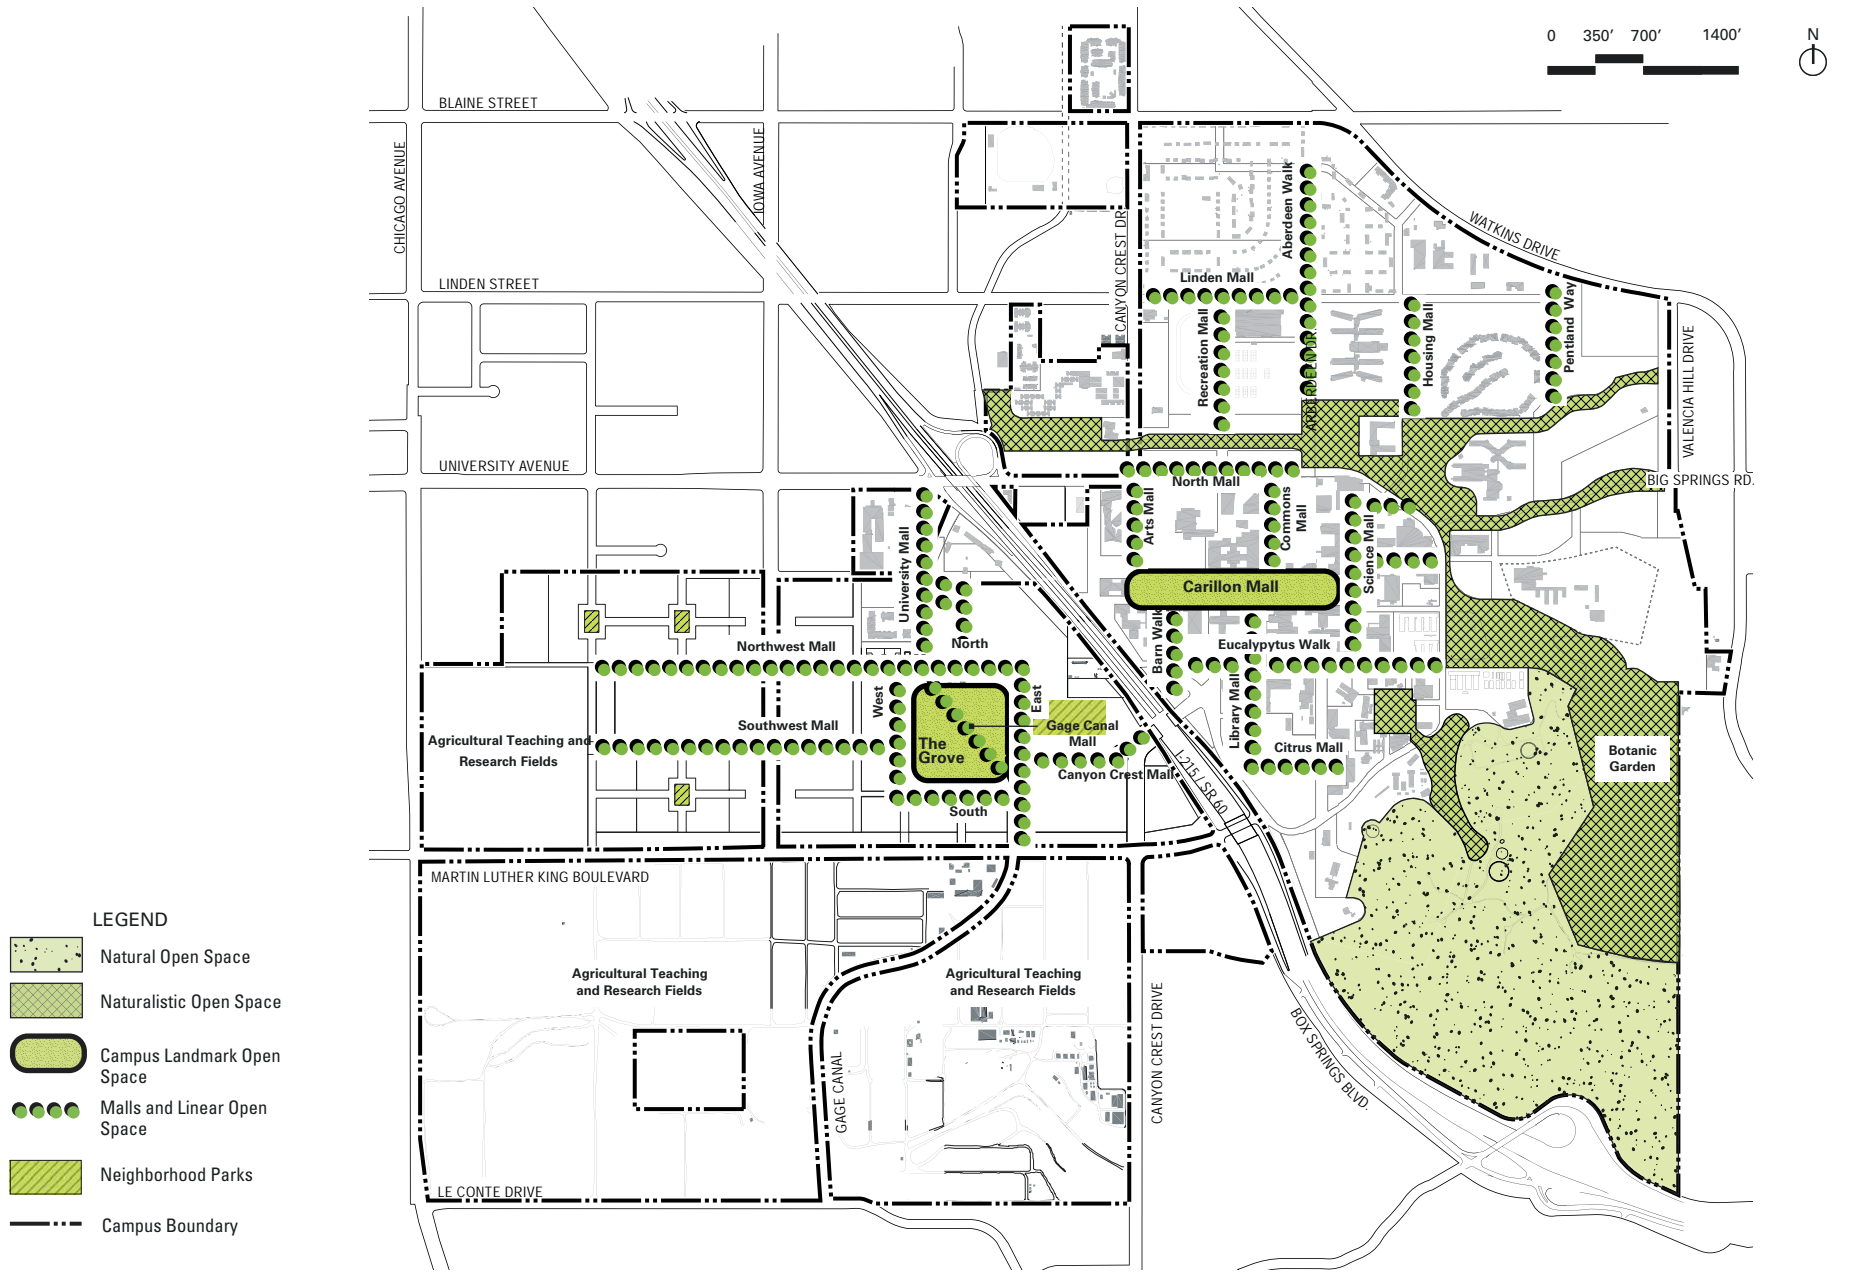 0 350’ 700’ 1400’
N
BLAINE STREET
CHICAGO AVENUE
IOWA AVENUE
CANYON CREST DR.
Aberdeen Walk
WATKINS DRIVE
LINDEN STREET
Linden Mall
Recreation Mall
ABERDEEN DR.
Housing Mall
Pentland Way
VALENCIA HILL DRIVE
UNIVERSITY AVENUE
BIG SPRINGS RD.
North Mall
Arts Mall
Commons
Mall
Science Mall
University Mall
Carillon Mall
Barn Walk
Eucalypytus Walk
Northwest Mall
North
West
East
Library Mall
Southwest Mall
Gage Canal
Mall
The
Grove
Citrus Mall
Canyon Crest Mall
Agricultural Teaching and
Research Fields
Botanic
Garden
I-215 / SR 60
South
MARTIN LUTHER KING BOULEVARD
Agricultural Teaching
and Research Fields
Agricultural Teaching
and Research Fields
GAGE CANAL
CANYON CREST DRIVE
BOX SPRINGS BLVD.
LE CONTE DRIVE
LEGEND
Natural Open Space
Naturalistic Open Space
Campus Landmark Open
Space
Malls and Linear Open
Space
Neighborhood Parks
Campus Boundary